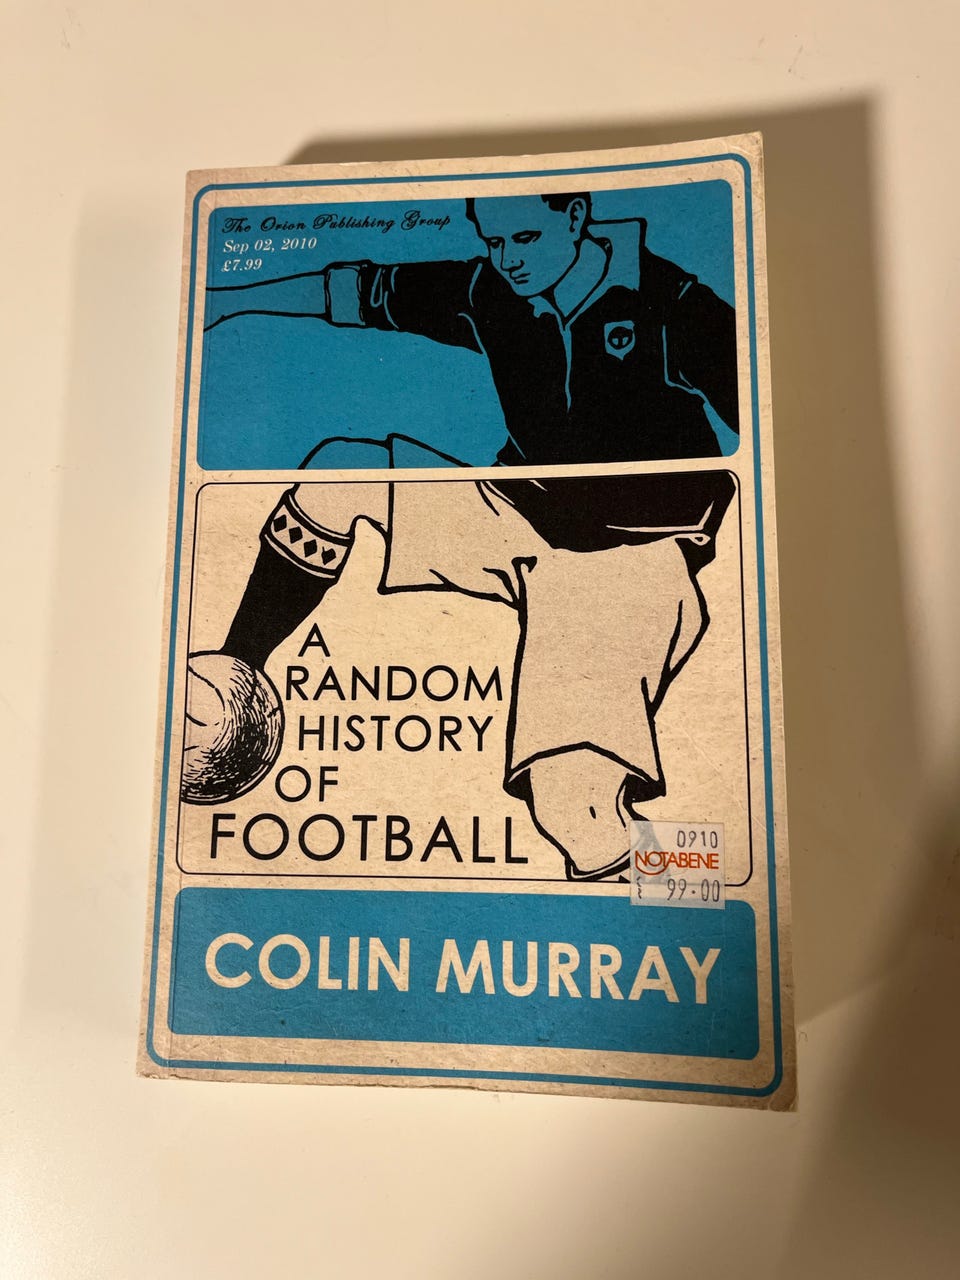 The Orion Publishing Group
Sep 02, 2010
£7.99
A
RANDOM
HISTORY
OF
FOOTBALL
0910
NOTABENE
99.00
COLIN MURRAY